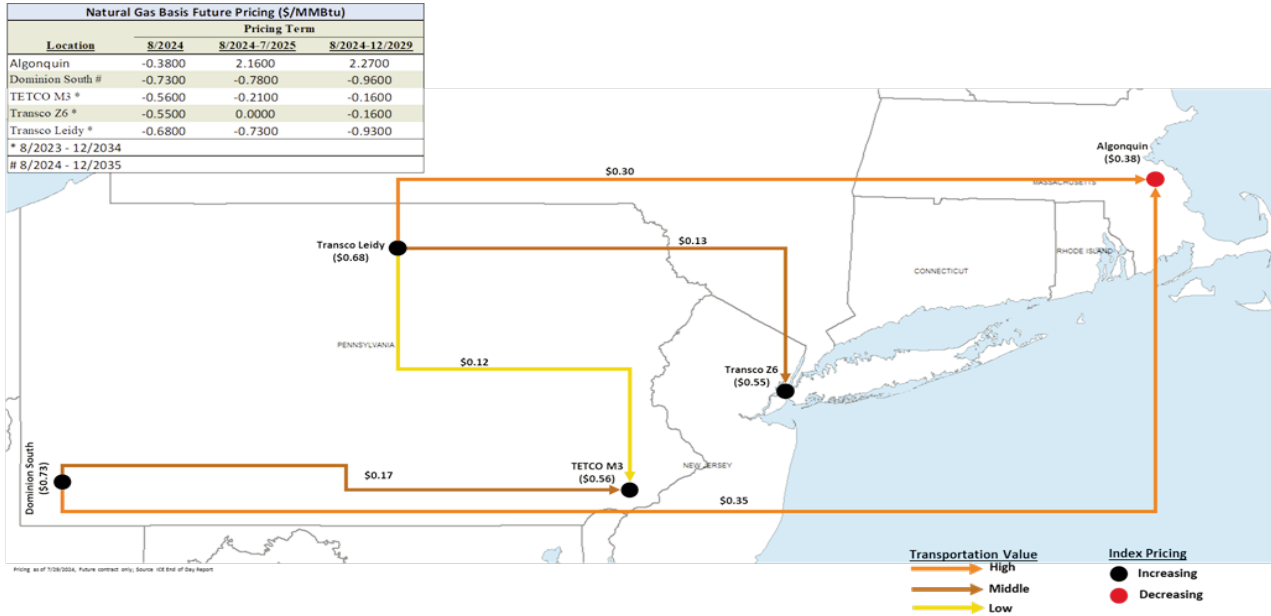 Natural Gas Basis Future Pricing ($/MMBtu)
Pricing Term
Location 8/2024 8/2024-7/2025 8/2024-12/2029
Algonquin -0.3800 2.1600 2.2700
Dominion South # -0.7300 -0.7800 -0.9600
TETCO M3 * -0.5600 -0.2100 -0.1600
Transco Z6 * -0.5500 0.0000 -0.1600
Transco Leidy * -0.6800 -0.7300 -0.9300
* 8/2023 - 12/2034
# 8/2024 - 12/2035
Algonquin
($0.38)
$0.30
MASSACHUSETTS
Transco Leidy
($0.68)
$0.13
RHODE ISLAND
CONNECTICUT
PENNSYLVANIA
$0.12
Transco Z6
($0.55)
Dominion South
($0.73)
TETCO M3
($0.56)
NEW JERSEY
$0.17
$0.35
Pricing as of 7/29/2024, Future contract only; Source ICE End of Day Report
Transportation Value
High
Middle
Low
Index Pricing
Increasing
Decreasing